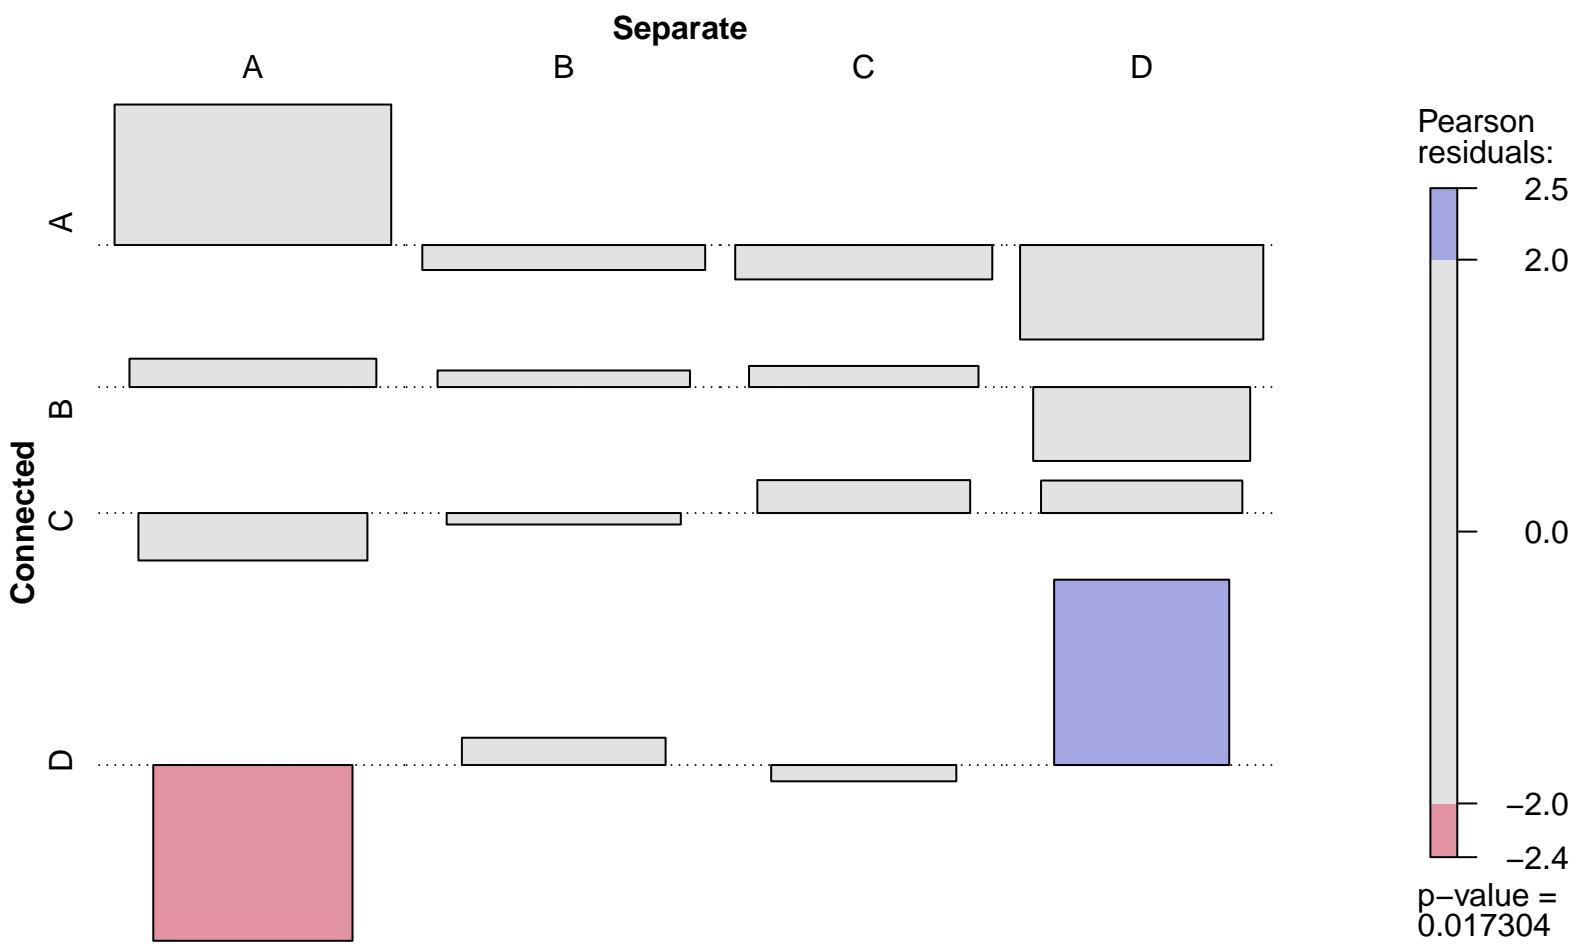 Separate
A B C D
Connected
A
B
C
D
Pearson
residuals:
2.5
2.0
0.0
−2.0
−2.4
p−value =
0.017304